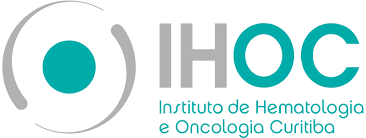 IHOC
Instituto de Hematologia
e Oncologia Curitiba